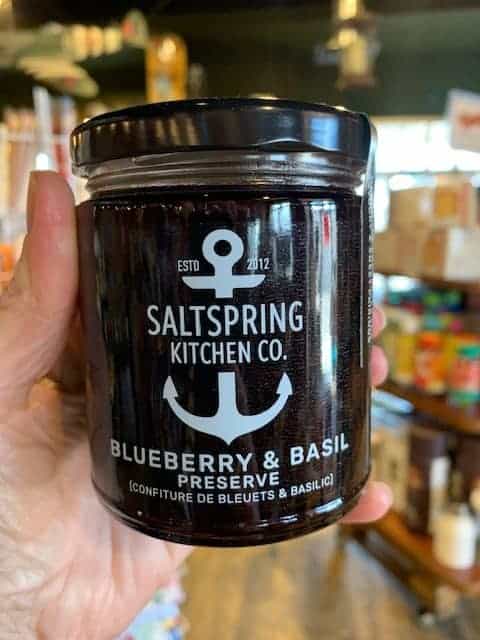 ESTD 2012
SALTSPRING
KITCHEN CO.
BLUEBERRY & BASIL
PRESERVE
[CONFITURE DE BLEUETS & BASILIC]